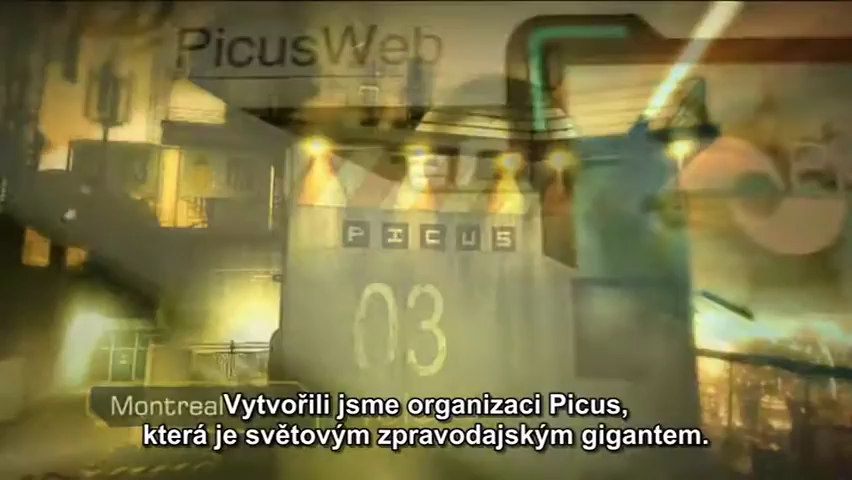 PicusWeb
PICUS
03
Montreal
Vytvořili jsme organizaci Picus,
která je světovým zpravodajským gigantem.